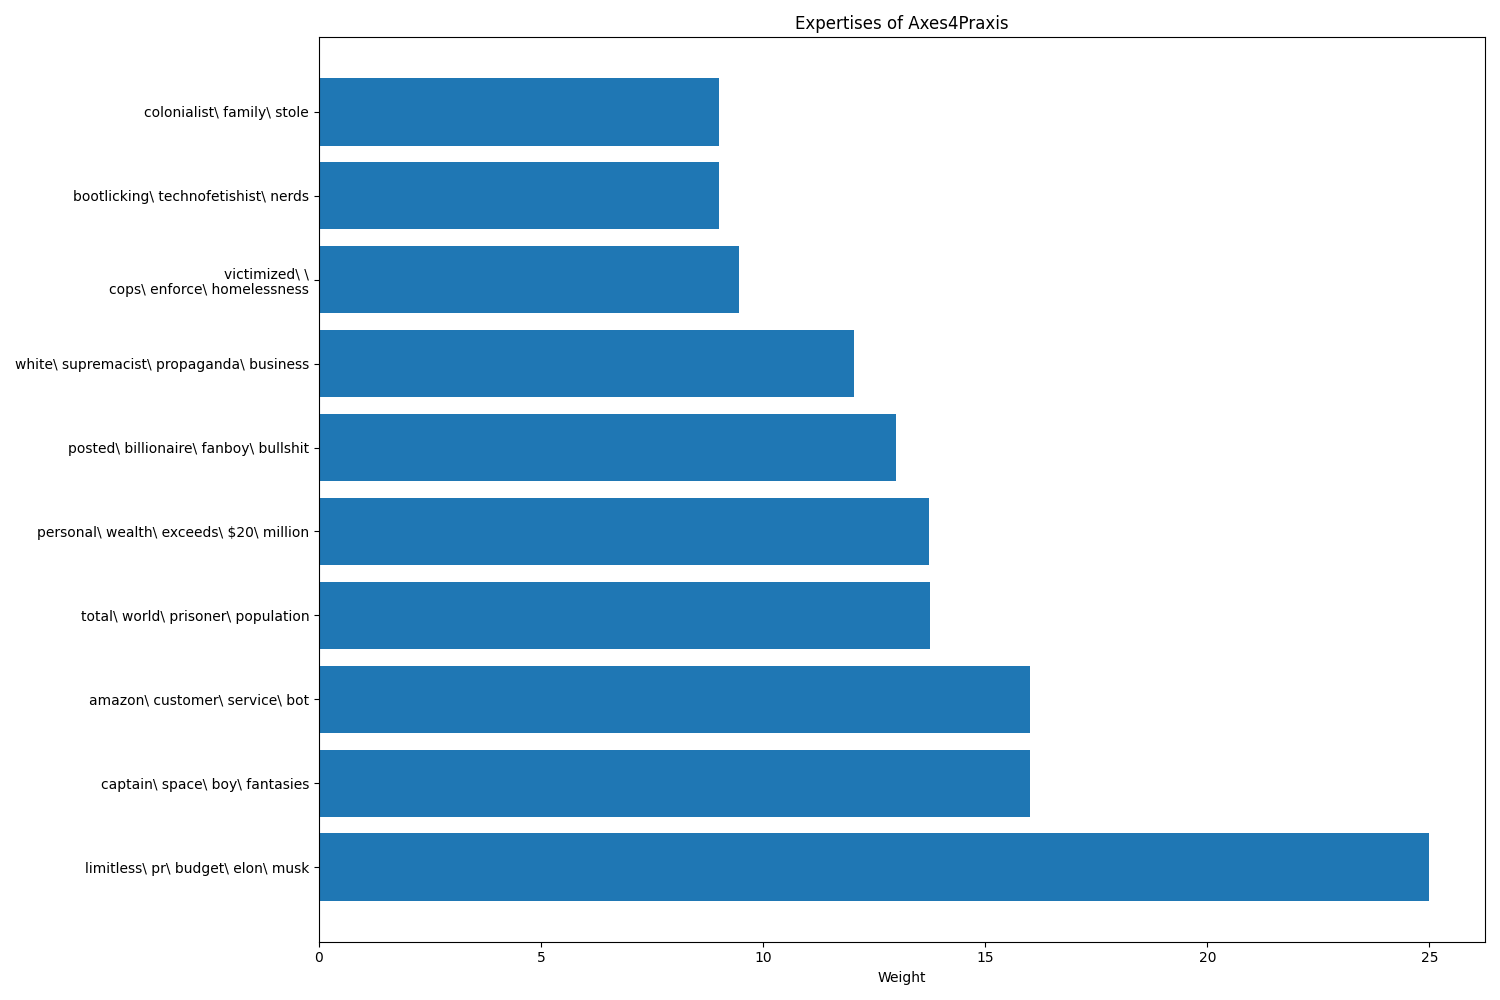 Expertises of Axes4Praxis
colonialist\ family\ stole
bootlicking\ technofetishist\ nerds
victimized\ \
cops\ enforce\ homelessness
white\ supremacist\ propaganda\ business
posted\ billionaire\ fanboy\ bullshit
personal\ wealth\ exceeds\ $20\ million
total\ world\ prisoner\ population
amazon\ customer\ service\ bot
captain\ space\ boy\ fantasies
limitless\ pr\ budget\ elon\ musk
0 5 10 15 20 25
Weight